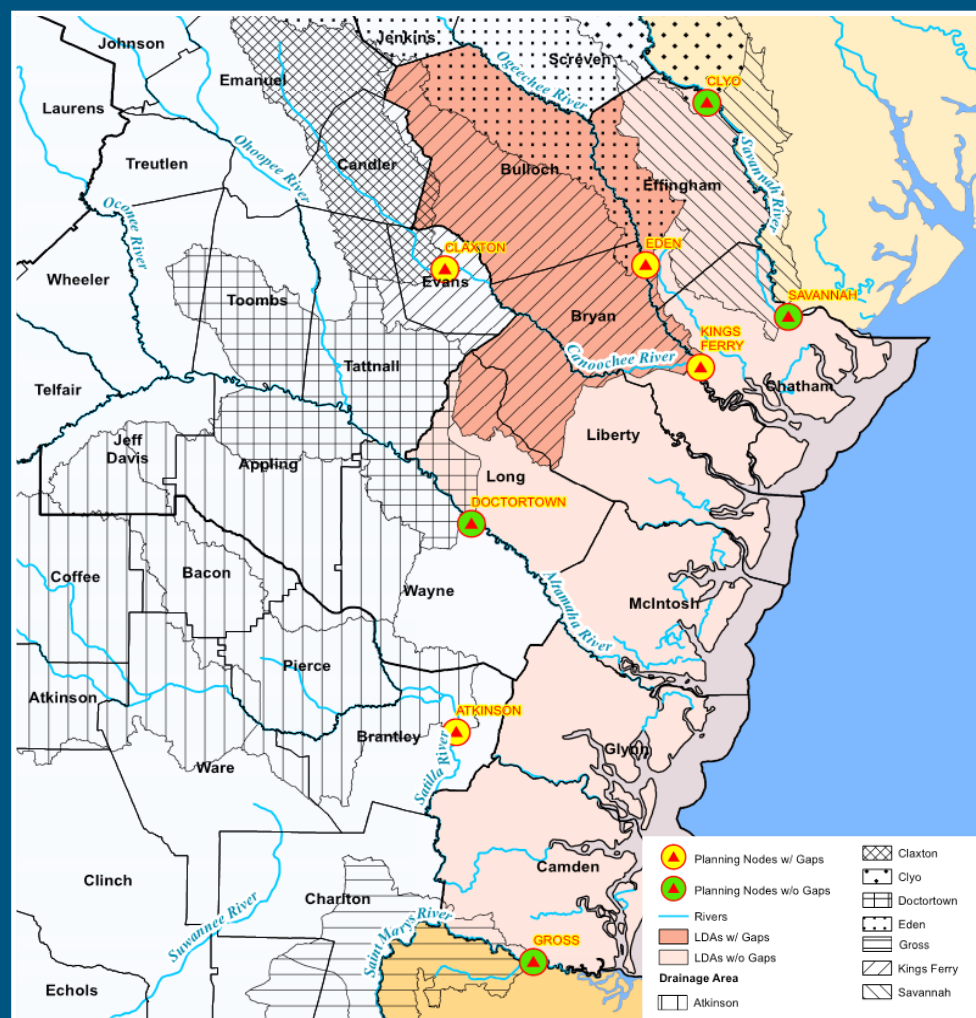 Johnson
Jenkins
Screven
Emanuel
Ogeechee River
CLYO
Laurens
Treutlen
Ohoopee River
Candler
Bulloch
Effingham
Savannah River
Oconee River
CLAXTON
EDEN
Wheeler
Evans
SAVANNAH
Toombs
Bryan
KINGS
FERRY
Tattnall
Canoochee River
Chatham
Telfair
Jeff
Davis
Liberty
Appling
Long
DOCTORTOWN
Coffee
Bacon
Wayne
Alramaha River
McIntosh
Pierce
Atkinson
ATKINSON
Brantley
Glynn
Ware
Satilla River
Clinch
Camden
Charlton
Suwannee River
Saint Marys River
GROSS
Echols
Planning Nodes w/ Gaps
Planning Nodes w/o Gaps
Rivers
LDAs w/ Gaps
LDAs w/o Gaps
Drainage Area
Atkinson
Claxton
Clyo
Doctortown
Eden
Gross
Kings Ferry
Savannah